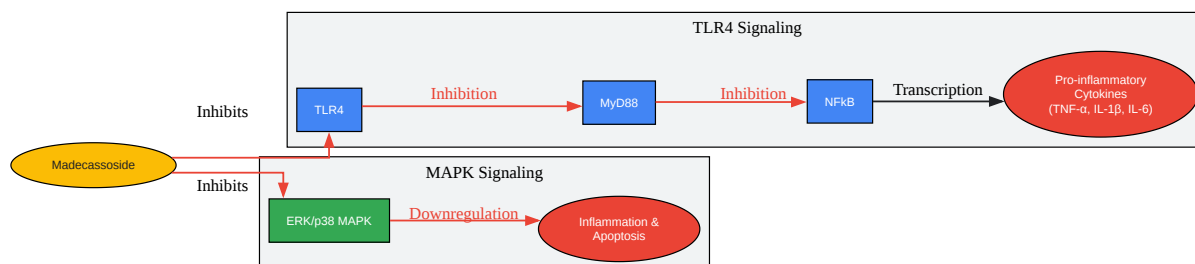 TLR4 Signaling
Inhibits
TLR4
Inhibition
MyD88
Inhibition
NFkB
Transcription
Pro-inflammatory
Cytokines
(TNF-α, IL-1β, IL-6)
Madecassoside
Inhibits
MAPK Signaling
ERK/p38 MAPK
Downregulation
Inflammation &
Apoptosis